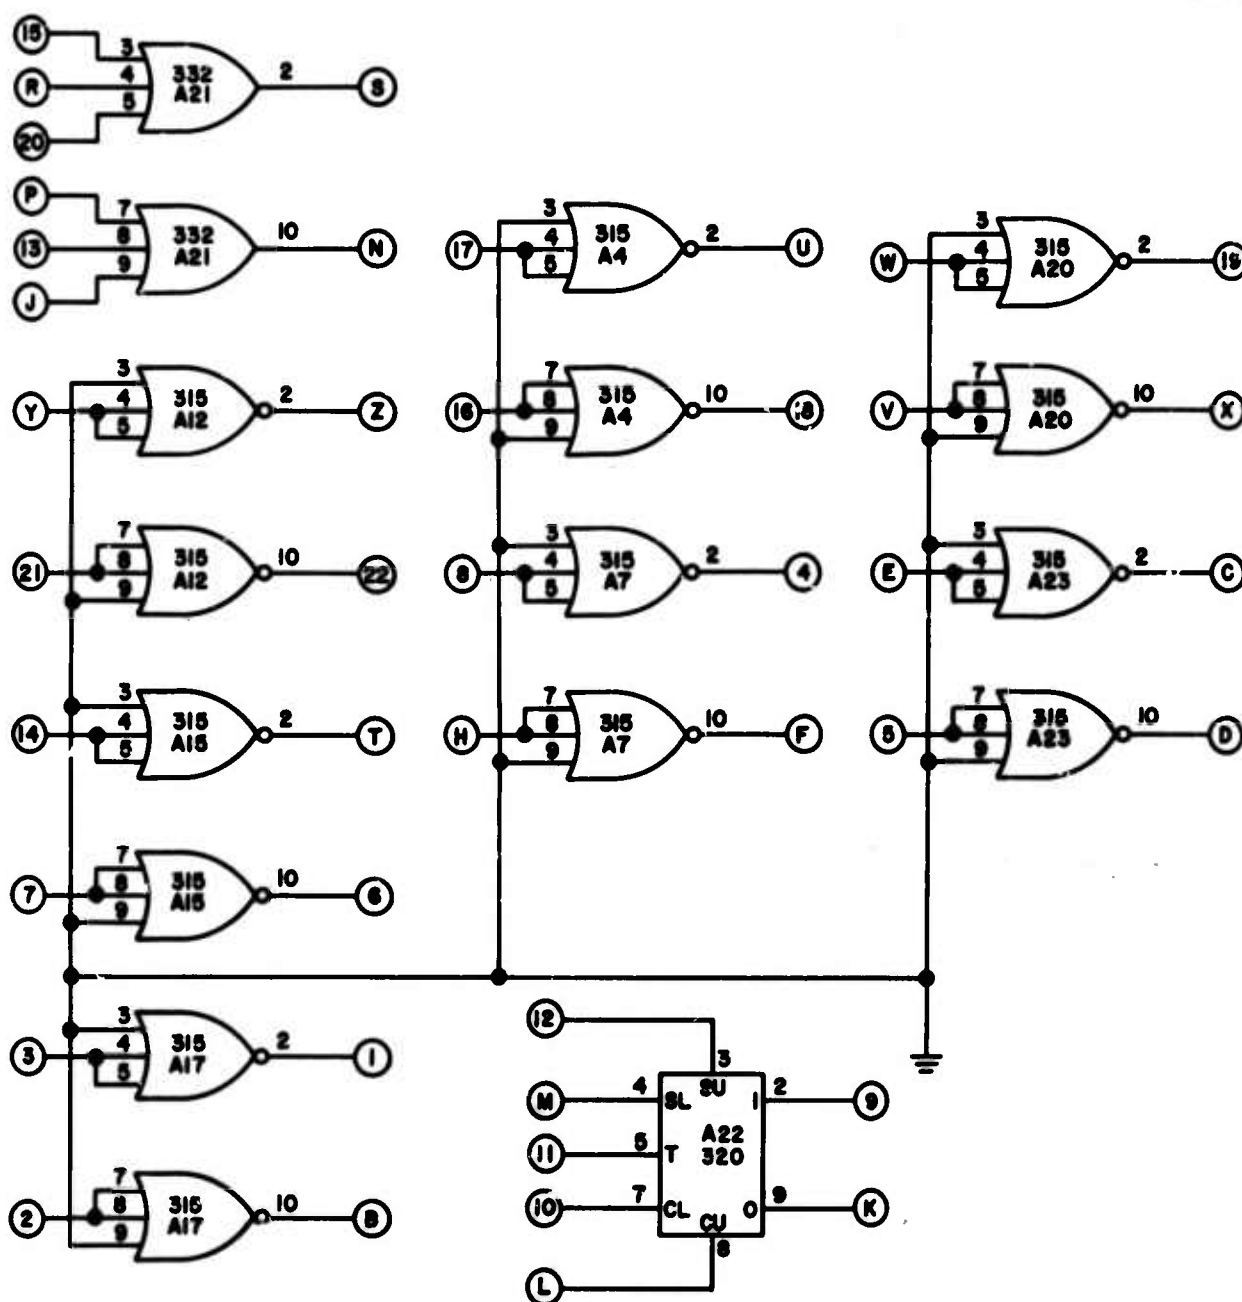 15
3
R 4 332 A21 2 S
5
20
P
7
13 8 332 A21 10 N
9
J
3
17 4 315 A4 2 U
5
3
W 4 315 A20 2
5
3
Y 4 315 A12 2 Z
5
7
16 8 315 A4 10
9
7
V 8 315 A20 10 X
9
7
21 8 315 A12 10 22
9
3
8 4 315 A7 2 4
5
3
E 4 315 A23 2 C
5
3
14 4 315 A15 2 T
5
7
H 8 315 A7 10 F
9
7
5 8 315 A23 10 D
9
7
7 8 315 A15 10 6
9
3
3 4 315 A17 2 1
5
7
2 8 315 A17 10 B
9
12
3
SU
M 4 SL 1 2 9
A22
11 5 T 320
10 7 CL 0 9 K
CU
8
L